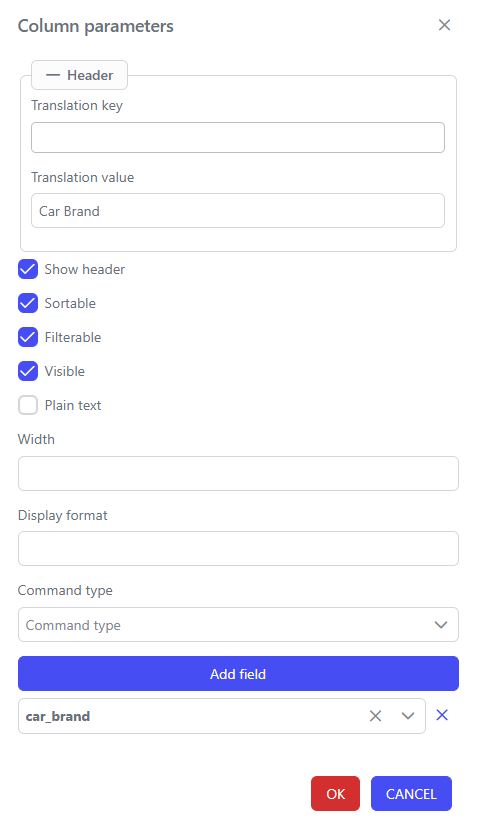 Column parameters
Header
Translation key
Translation value
Car Brand
Show header
Sortable
Filterable
Visible
Plain text
Width
Display format
Command type
Command type
Add field
car_brand
OK CANCEL